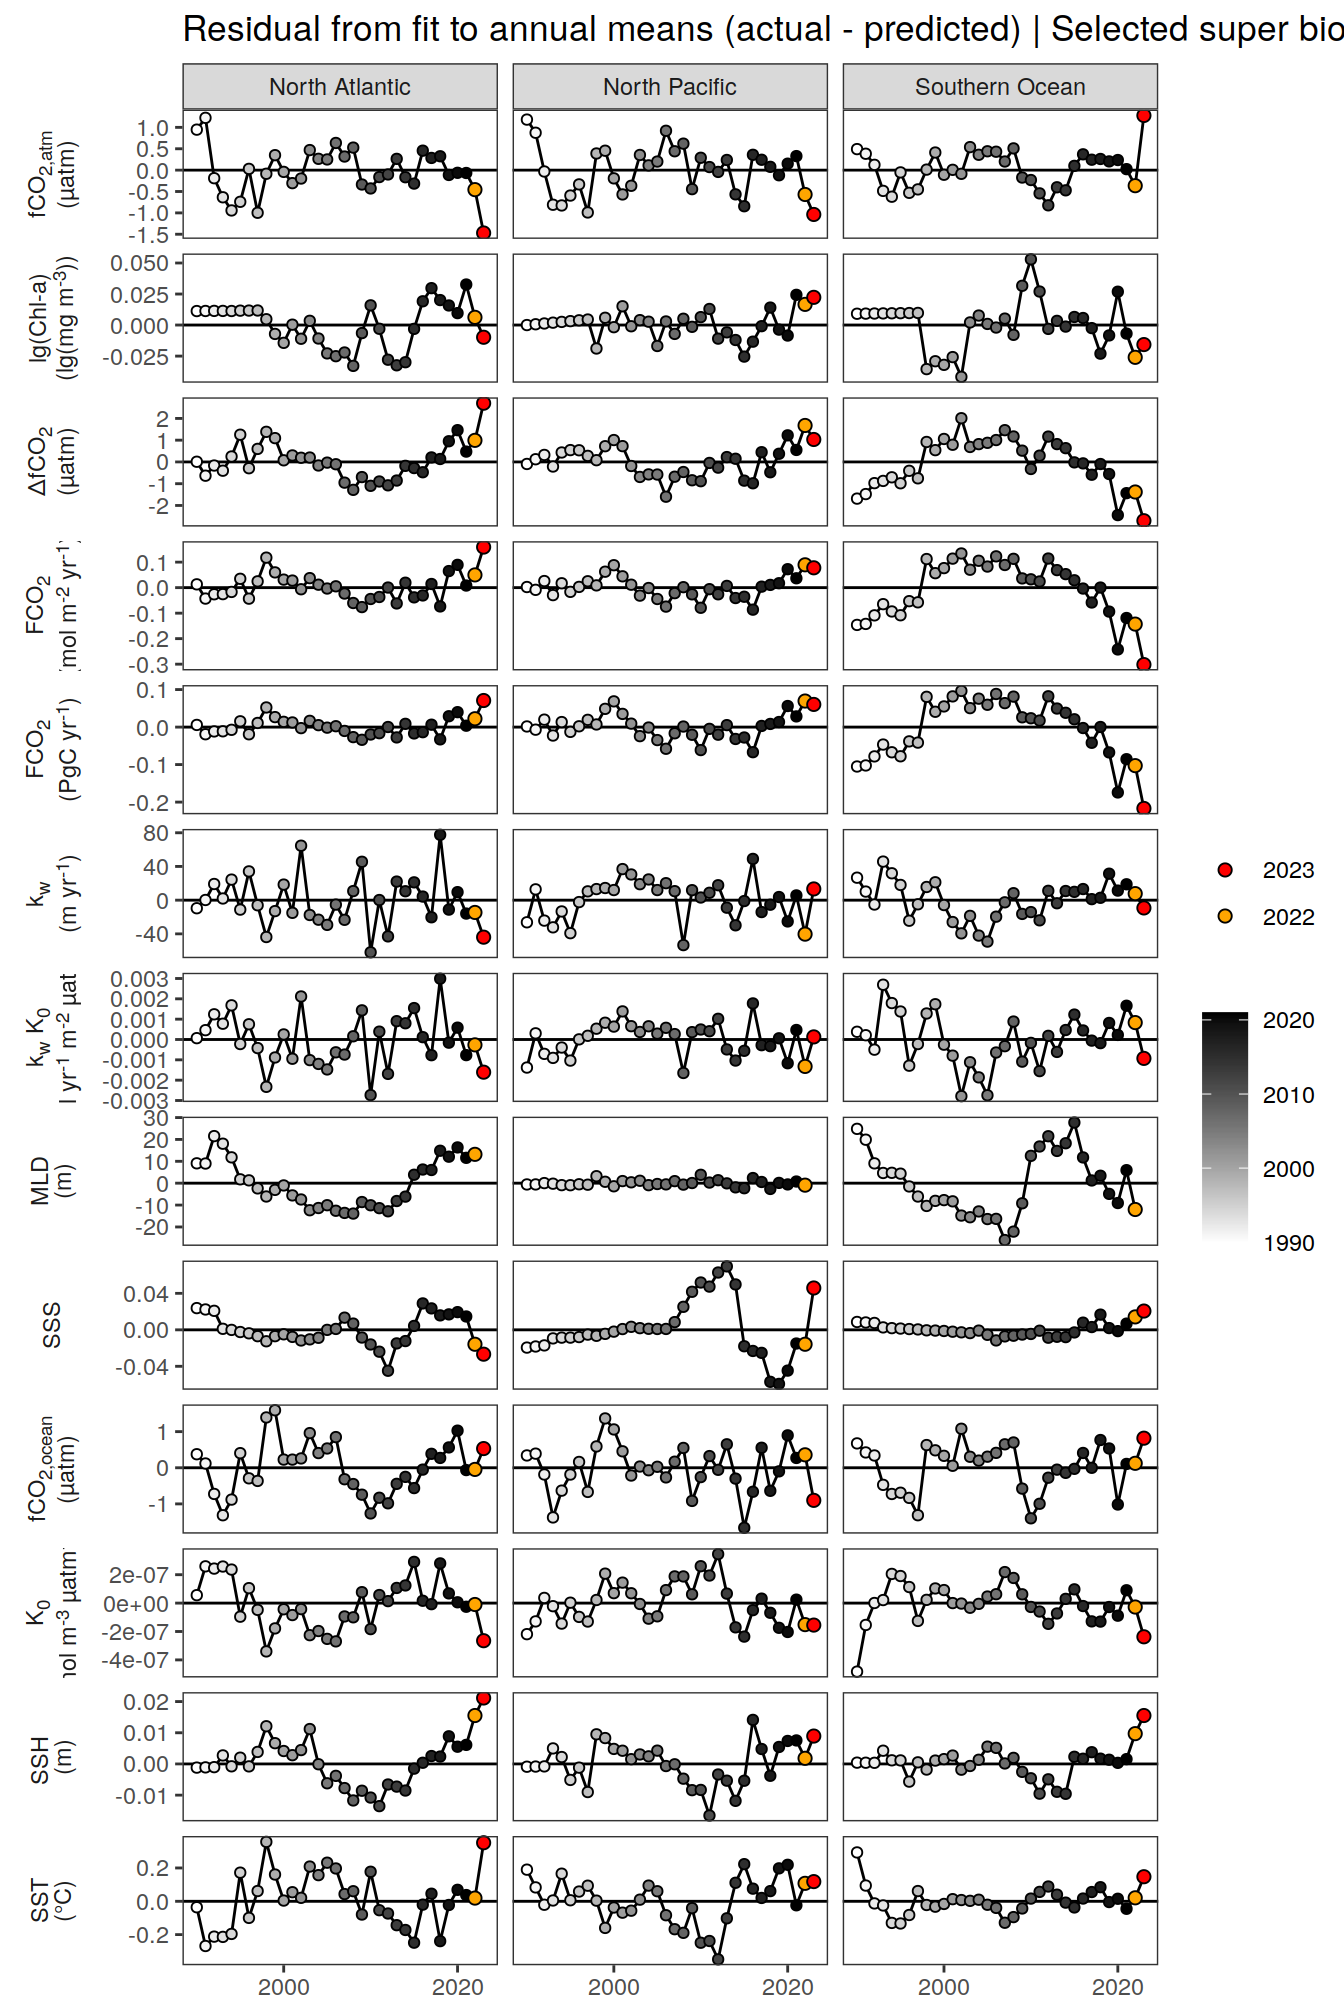 Residual from fit to annual means (actual - predicted) | Selected super bio
North Atlantic North Pacific Southern Ocean
fCO2,atm
(µatm)
1.0
0.5
0.0
-0.5
-1.0
-1.5
lg(Chl-a)
(lg(mg m-3))
0.050
0.025
0.000
-0.025
ΔfCO2
(µatm)
2
1
0
-1
-2
FCO2
(mol m-2 yr-1)
0.1
0.0
-0.1
-0.2
-0.3
FCO2
(PgC yr-1)
0.1
0.0
-0.1
-0.2
kw
(m yr-1)
80
40
0
-40
2023
2022
kw K0
l yr-1 m-2 µat
0.003
0.002
0.001
0.000
-0.001
-0.002
-0.003
2020
2010
2000
1990
MLD
(m)
30
20
10
0
-10
-20
SSS
0.04
0.00
-0.04
fCO2,ocean
(µatm)
1
0
-1
K0
nol m-3 µatm-
2e-07
0e+00
-2e-07
-4e-07
SSH
(m)
0.02
0.01
0.00
-0.01
SST
(°C)
0.2
0.0
-0.2
2000 2020 2000 2020 2000 2020